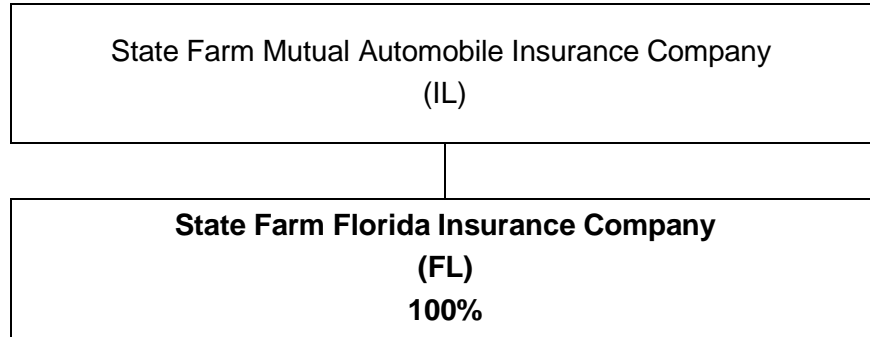 State Farm Mutual Automobile Insurance Company
(IL)
State Farm Florida Insurance Company
(FL)
100%